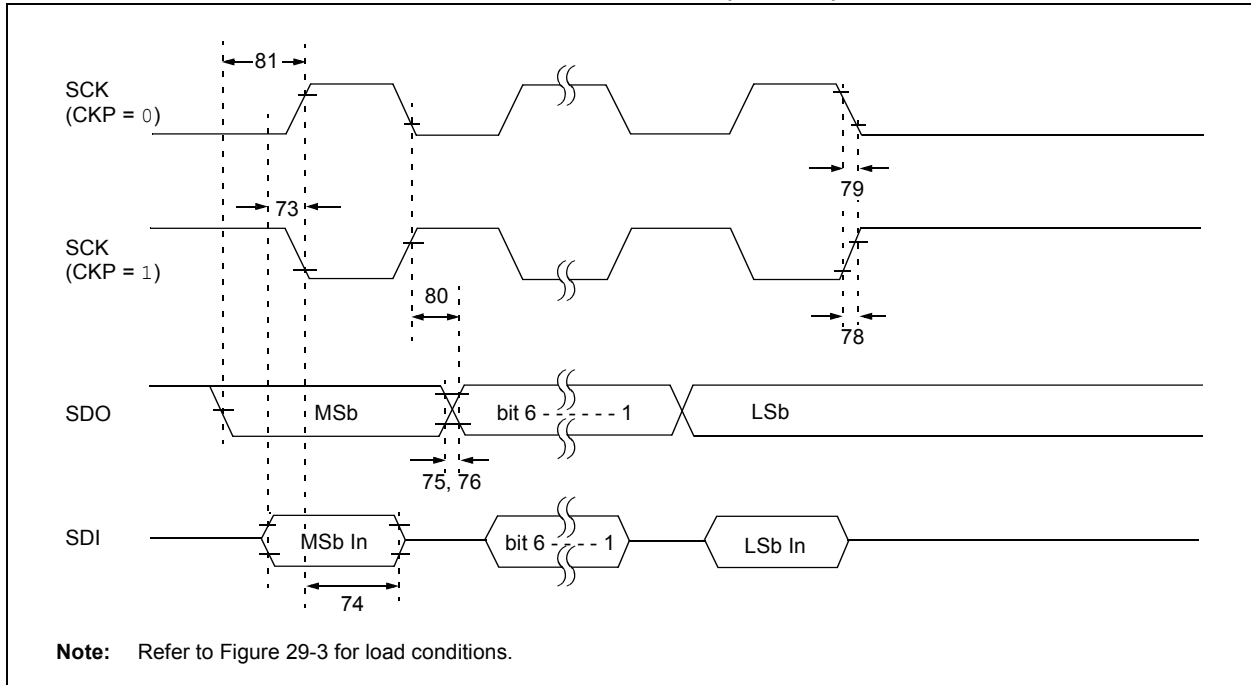 81
SCK
(CKP = 0)
79
73
SCK
(CKP = 1)
80
78
SDO
MSb
bit 6 - - - - - - 1
LSb
75, 76
SDI
MSb In
bit 6 - - - - 1
LSb In
74
Note: Refer to Figure 29-3 for load conditions.